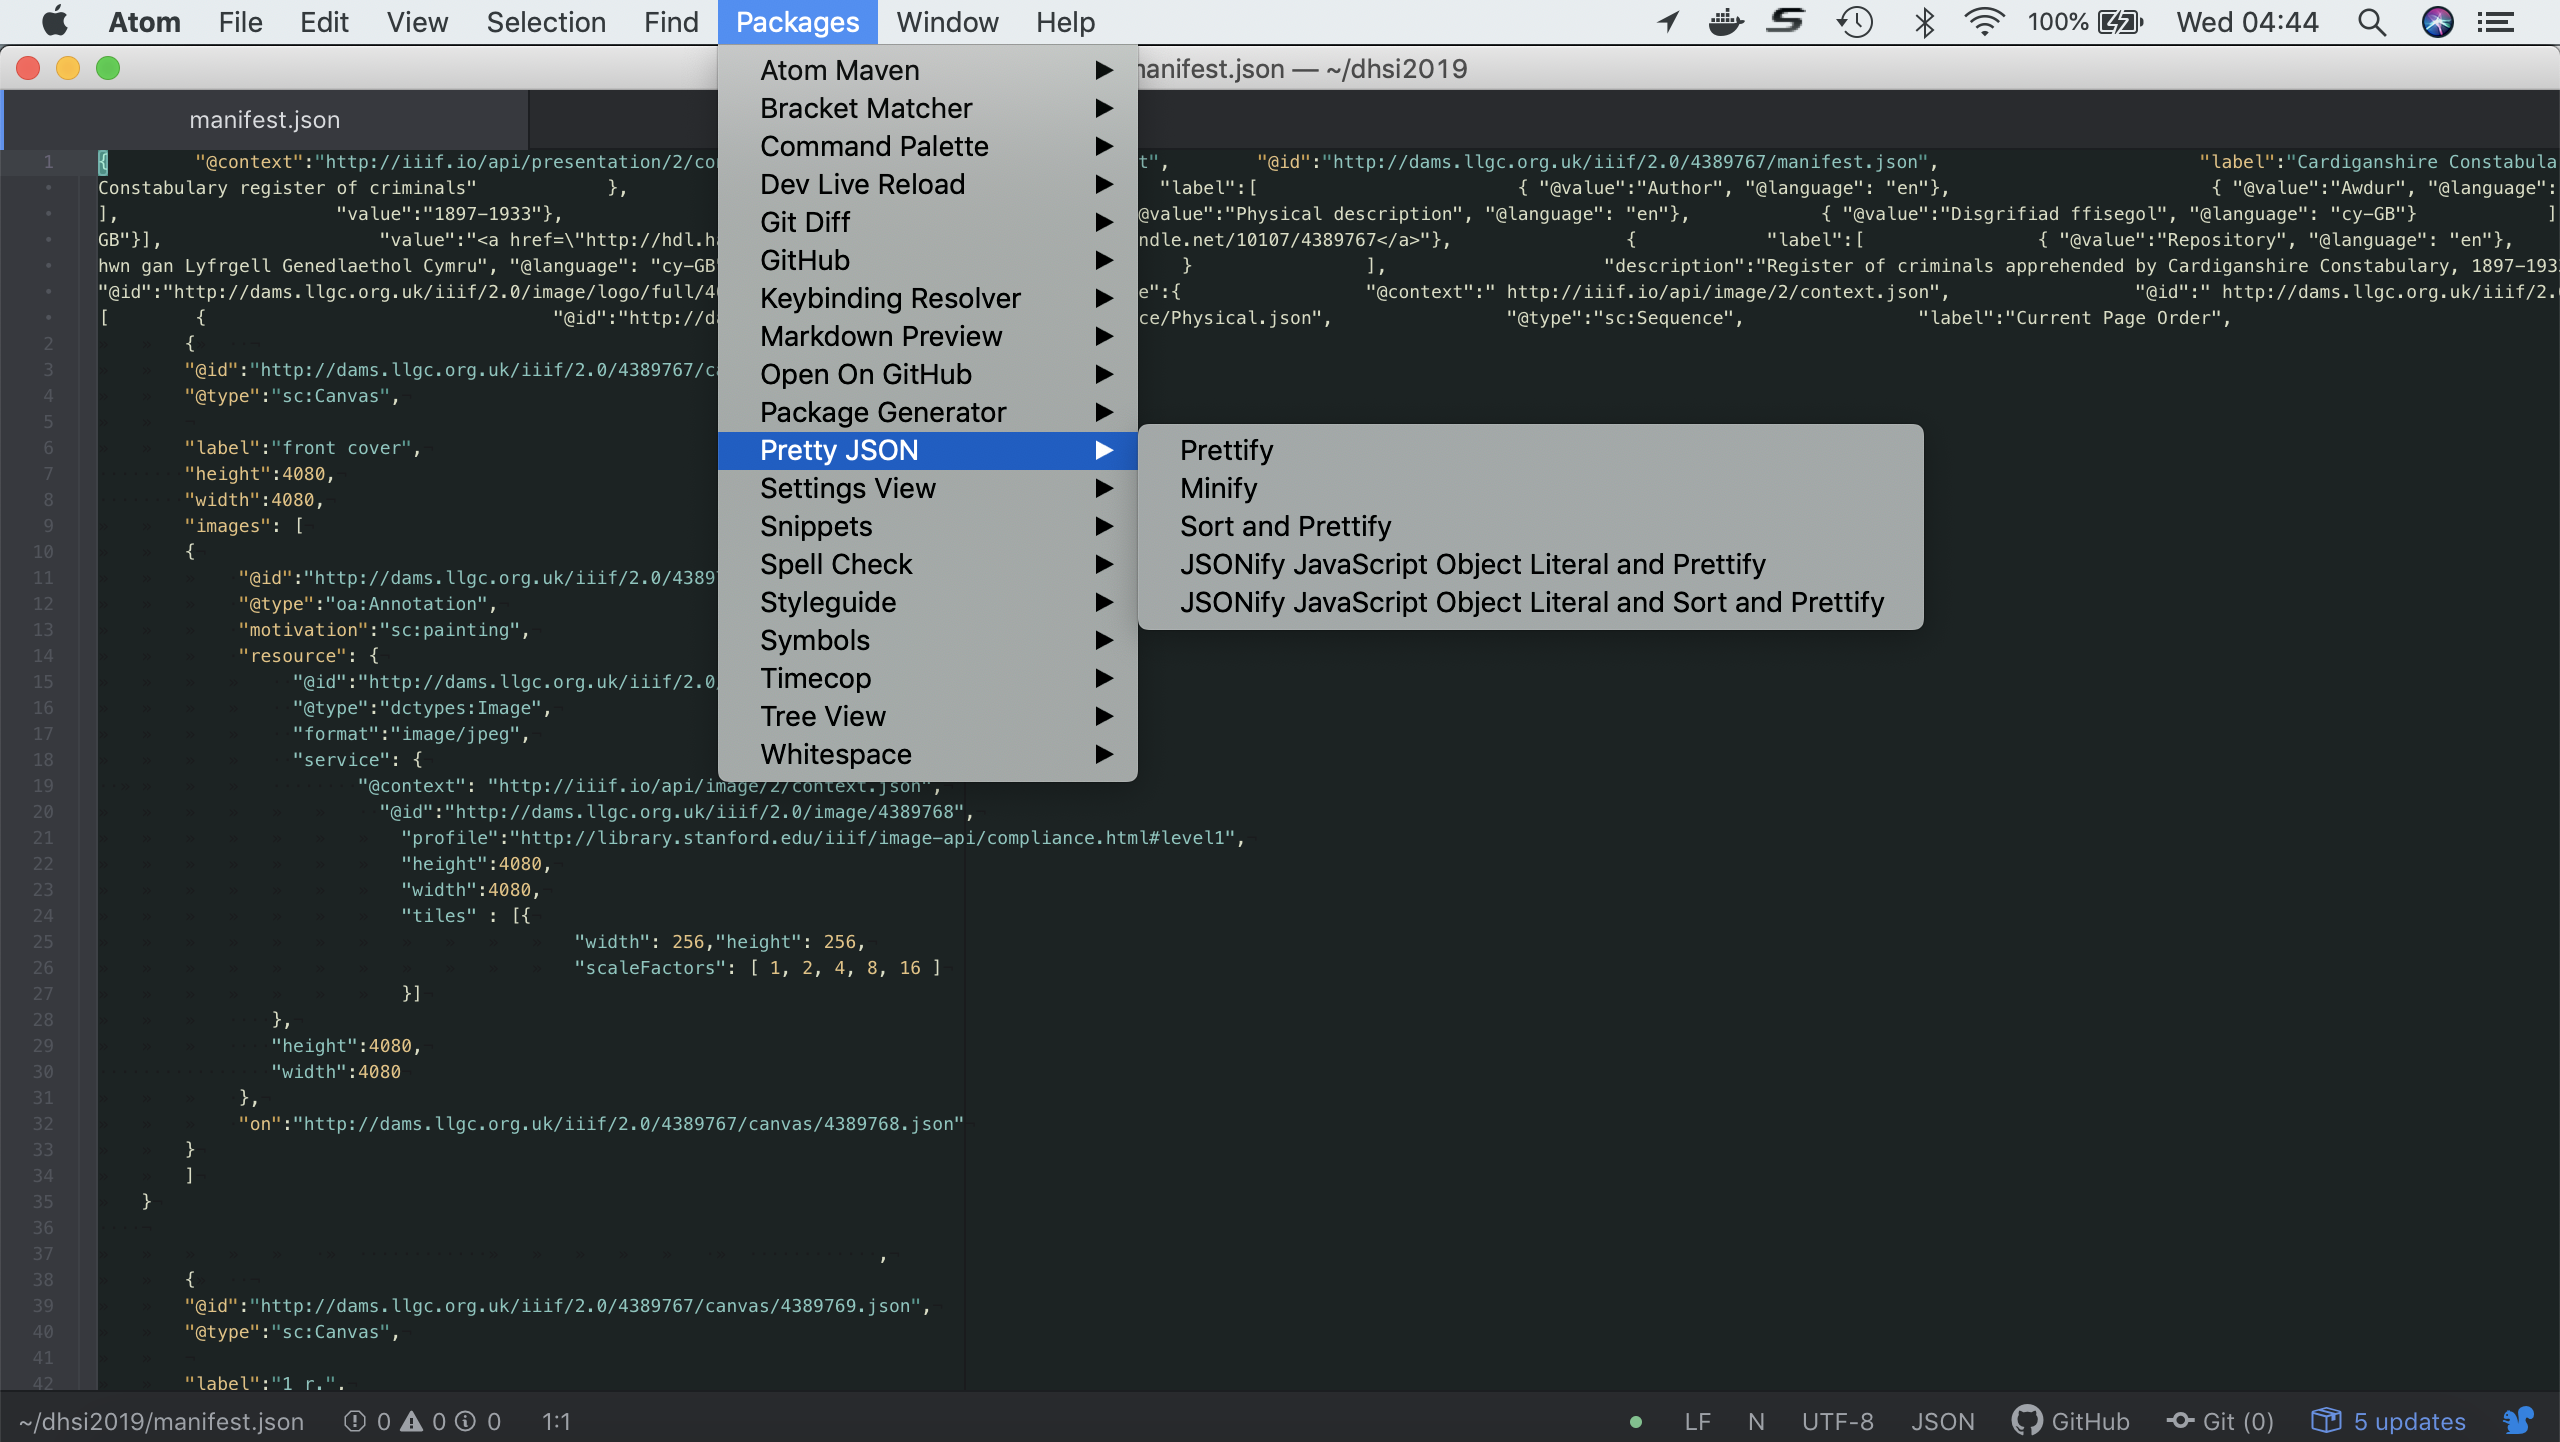 Atom File Edit View Selection Find Packages Window Help 100% Wed 04:44
manifest.json — ~/dhsi2019
manifest.json
Atom Maven
Bracket Matcher
Command Palette
Dev Live Reload
Git Diff
GitHub
Keybinding Resolver
Markdown Preview
Open On GitHub
Package Generator
Pretty JSON
Settings View
Snippets
Spell Check
Styleguide
Symbols
Timecop
Tree View
Whitespace
Prettify
Minify
Sort and Prettify
JSONify JavaScript Object Literal and Prettify
JSONify JavaScript Object Literal and Sort and Prettify
1 { "@context":"http://iiif.io/api/presentation/2/ "@id":"http://dams.llgc.org.uk/iiif/2.0/4389767/manifest.json", "label":"Cardiganshire
Constabulary register of criminals" }, "label":[ { "@value":"Author", "@language": "en"}, { "@value":"Awdur", "@language":
], "value":"1897-1933"}, @value":"Physical description", "@language": "en"}, { "@value":"Disgrifiad ffisegol", "@language": "cy-GB"} ]
GB"}], "value":"<a href=\"http://hdl. ndle.net/10107/4389767</a>"}, { "label":[ { "@value":"Repository", "@language": "en"},
hwn gan Lyfrgell Genedlaethol Cymru", "@language": "cy-GB" } ], "description":"Register of criminals apprehended by Cardiganshire Constabulary,
"@id":"http://dams.llgc.org.uk/iiif/2.0/image/logo/full/ e":{ "@context":" http://iiif.io/api/image/2/context.json", "@id":" http://dams.llgc.org.uk/iiif/2.
[ { "@id":"http:// ce/Physical.json", "@type":"sc:Sequence", "label":"Current Page Order",
2 {
3 "@id":"http://dams.llgc.org.uk/iiif/2.0/4389767/
4 "@type":"sc:Canvas",
5
6 "label":"front cover",
7 "height":4080,
8 "width":4080,
9 "images": [
10 {
11 "@id":"http://dams.llgc.org.uk/iiif/2.0/4389
12 "@type":"oa:Annotation",
13 "motivation":"sc:painting",
14 "resource": {
15 "@id":"http://dams.llgc.org.uk/iiif/2.0/
16 "@type":"dctypes:Image",
17 "format":"image/jpeg",
18 "service": {
19 "@context": "http://iiif.io/api/image/2/context.json",
20 "@id":"http://dams.llgc.org.uk/iiif/2.0/image/4389768",
21 "profile":"http://library.stanford.edu/iiif/image-api/compliance.html#level1",
22 "height":4080,
23 "width":4080,
24 "tiles" : [{
25 "width": 256,"height": 256,
26 "scaleFactors": [ 1, 2, 4, 8, 16 ]
27 }]
28 },
29 "height":4080,
30 "width":4080
31 },
32 "on":"http://dams.llgc.org.uk/iiif/2.0/4389767/canvas/4389768.json"
33 }
34 ]
35 }
36
37 ,
38 {
39 "@id":"http://dams.llgc.org.uk/iiif/2.0/4389767/canvas/4389769.json",
40 "@type":"sc:Canvas",
41
42 "label":"1 r.",
~/dhsi2019/manifest.json 0 0 0 1:1 LF N UTF-8 JSON GitHub Git (0) 5 updates